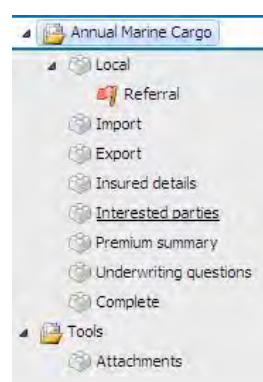 Annual Marine Cargo
Local
Referral
Import
Export
Insured details
Interested parties
Premium summary
Underwriting questions
Complete
Tools
Attachments